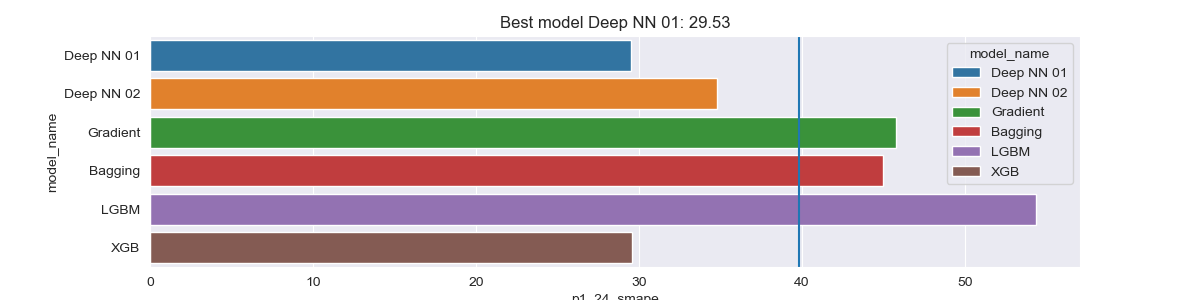 Best model Deep NN 01: 29.53
model_name
Deep NN 01
Deep NN 02
Gradient
Bagging
LGBM
XGB
model_name
Deep NN 01
Deep NN 02
Gradient
Bagging
LGBM
XGB
0 10 20 30 40 50
p1_24_smape